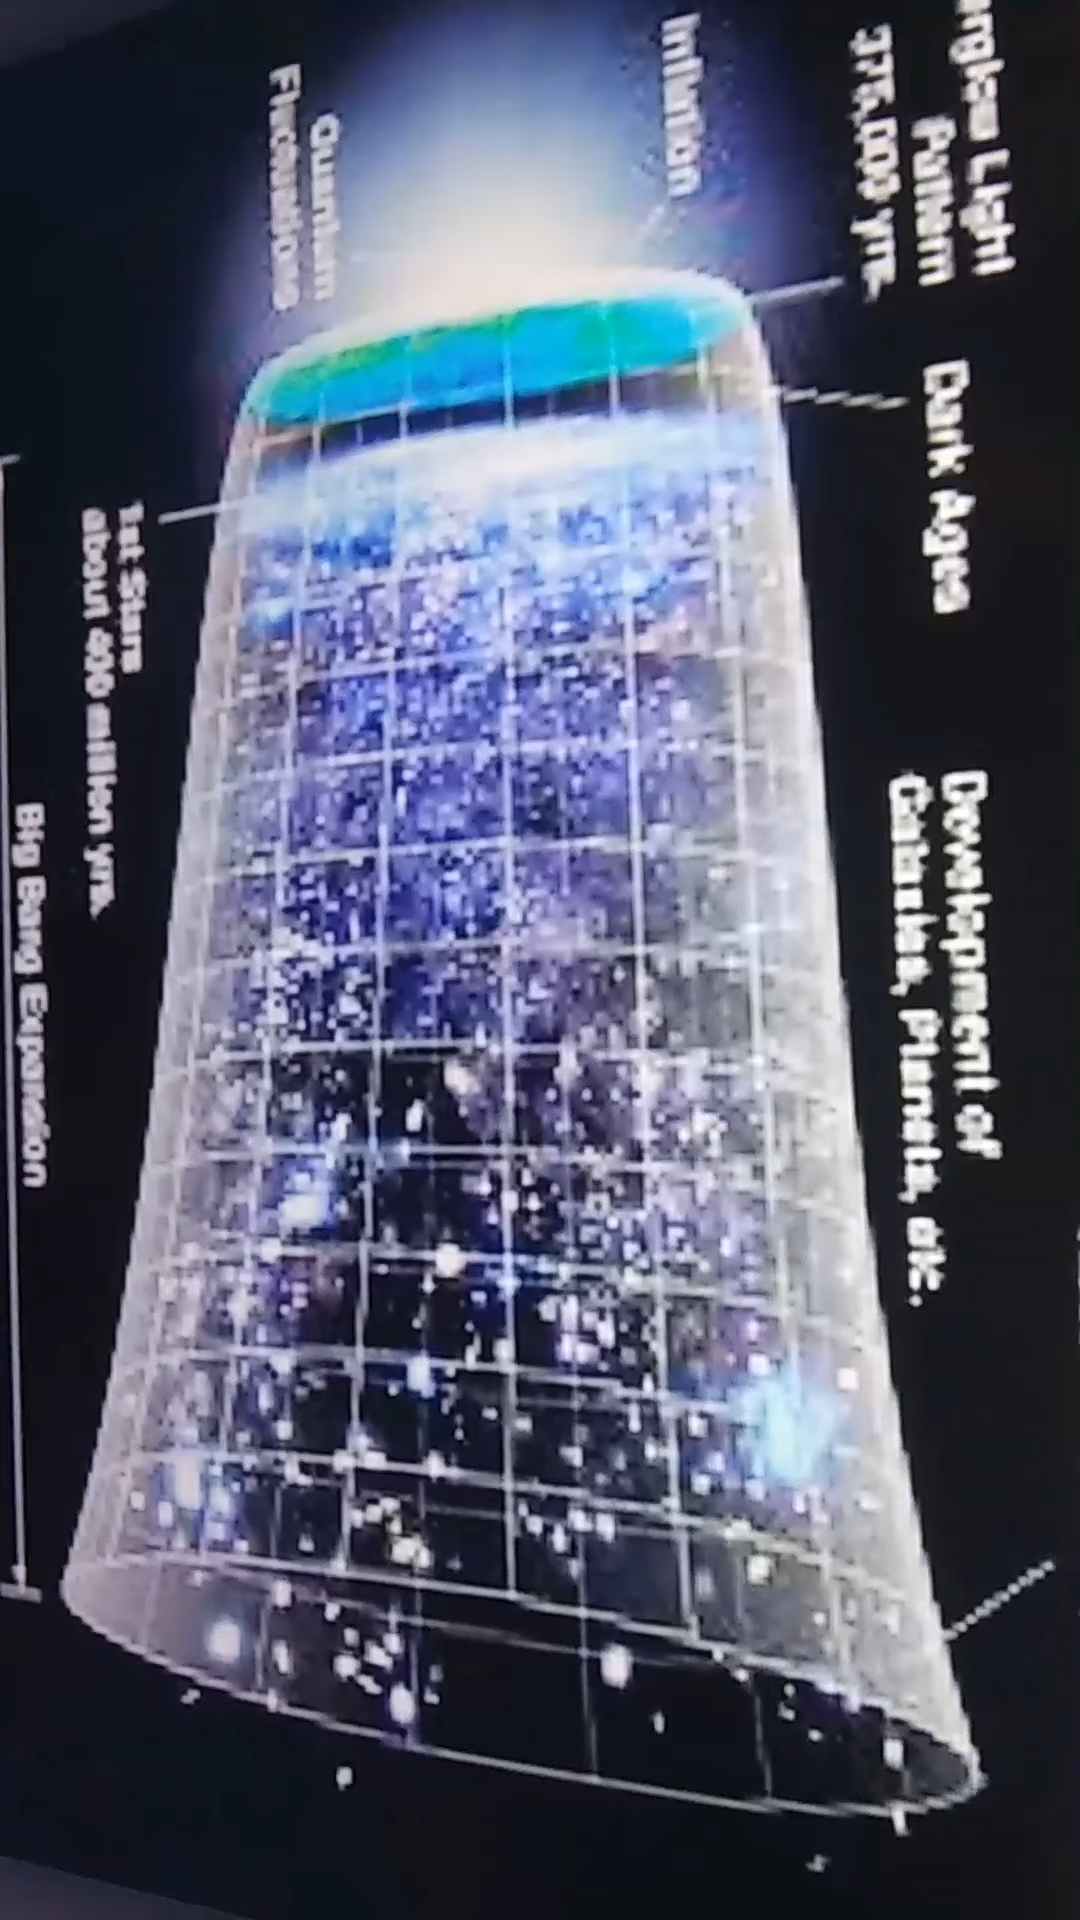 Light
Pattern
375,000 yrs.
Dark Ages
Development of
Galaxies, Planets, etc.
Inflation
Quantum
Fluctuations
1st Stars
about 400 million yrs.
Big Bang Expansion